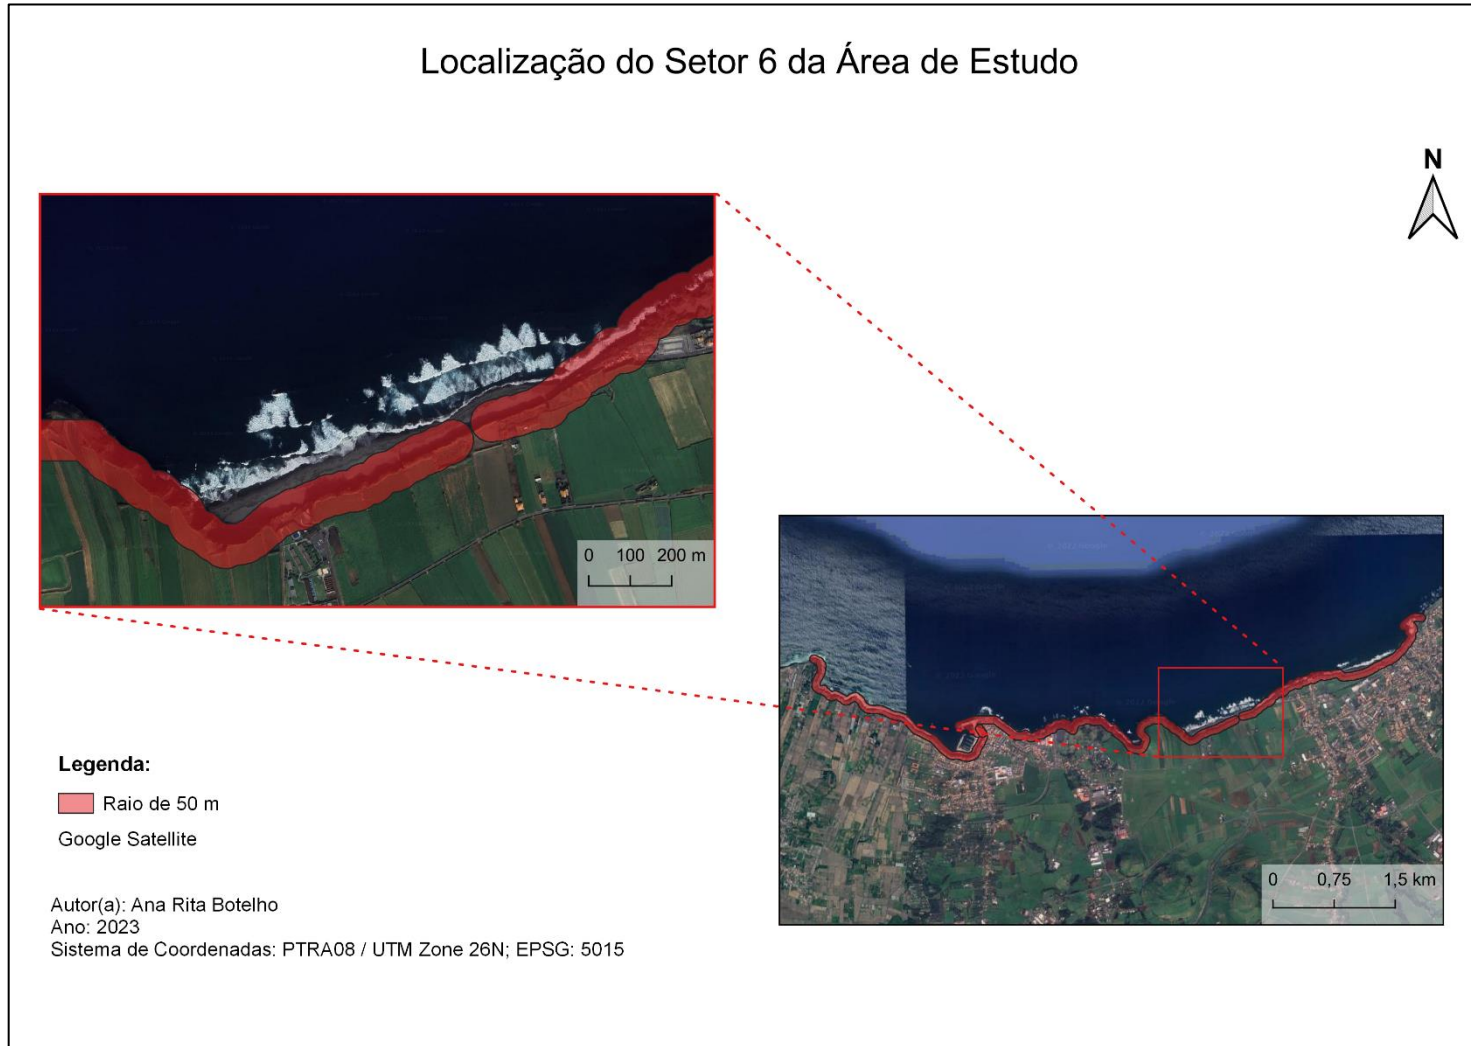 Localização do Setor 6 da Área de Estudo
N
0 100 200 m
0 0,75 1,5 km
Legenda:
Raio de 50 m
Google Satellite
Autor(a): Ana Rita Botelho
Ano: 2023
Sistema de Coordenadas: PTRA08 / UTM Zone 26N; EPSG: 5015